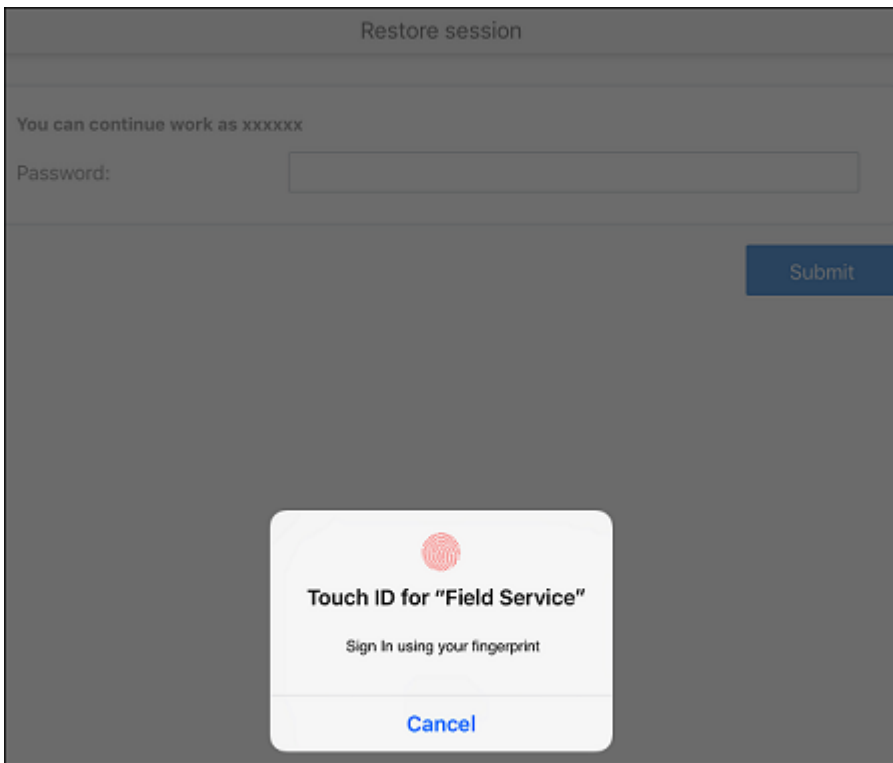 Restore session
You can continue work as xxxxxx
Password:
Submit
Touch ID for “Field Service”
Sign In using your fingerprint
Cancel